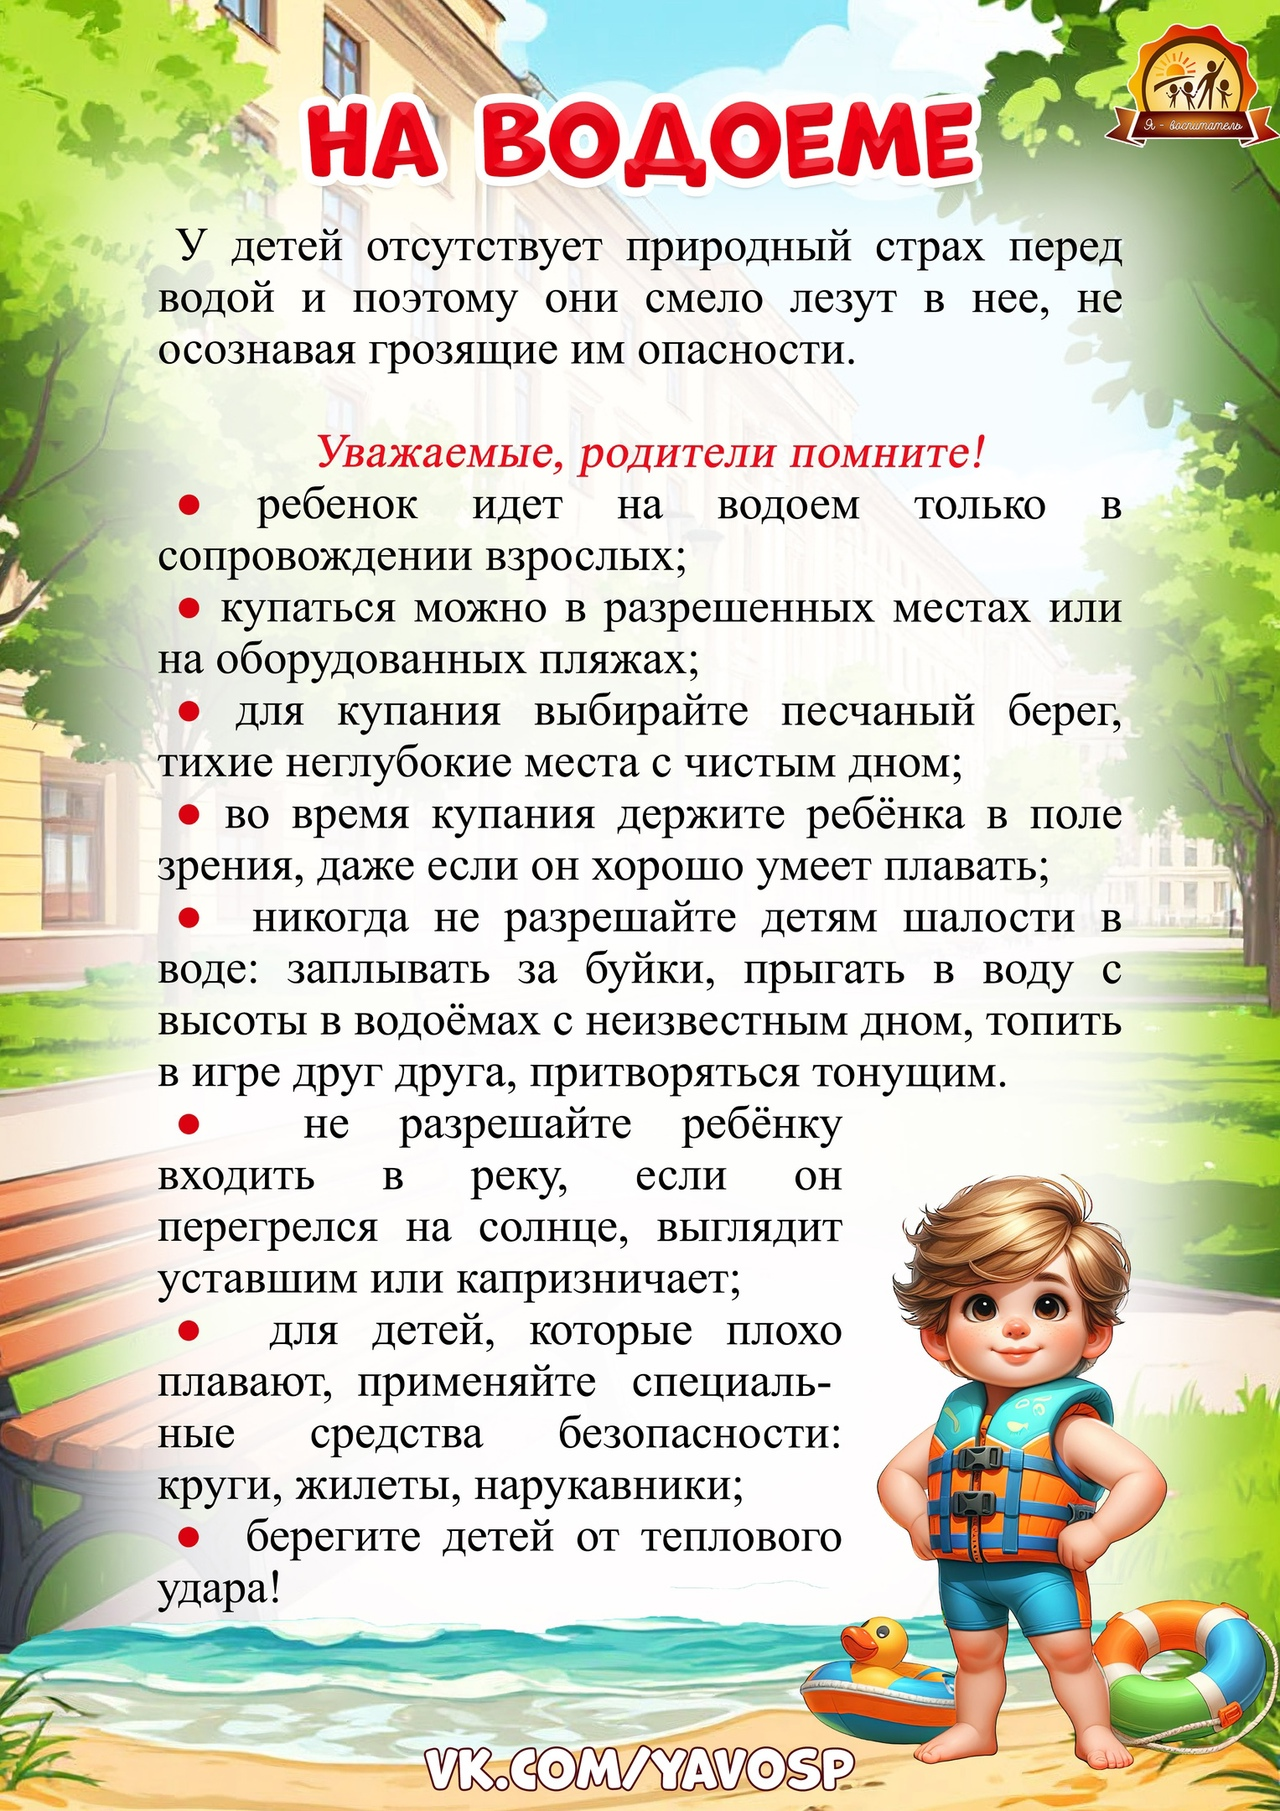 Я - воспитатель
НА ВОДОЕМЕ
У детей отсутствует природный страх перед
водой и поэтому они смело лезут в нее, не
осознавая грозящие им опасности.
Уважаемые, родители помните!
● ребенок идет на водоем только в
сопровождении взрослых;
● купаться можно в разрешенных местах или
на оборудованных пляжах;
● для купания выбирайте песчаный берег,
тихие неглубокие места с чистым дном;
● во время купания держите ребёнка в поле
зрения, даже если он хорошо умеет плавать;
● никогда не разрешайте детям шалости в
воде: заплывать за буйки, прыгать в воду с
высоты в водоёмах с неизвестным дном, топить
в игре друг друга, притворяться тонущим.
● не разрешайте ребёнку
входить в реку, если он
перегрелся на солнце, выглядит
уставшим или капризничает;
● для детей, которые плохо
плавают, применяйте специаль-
ные средства безопасности:
круги, жилеты, нарукавники;
● берегите детей от теплового
удара!
VK.COM/YAVOSP